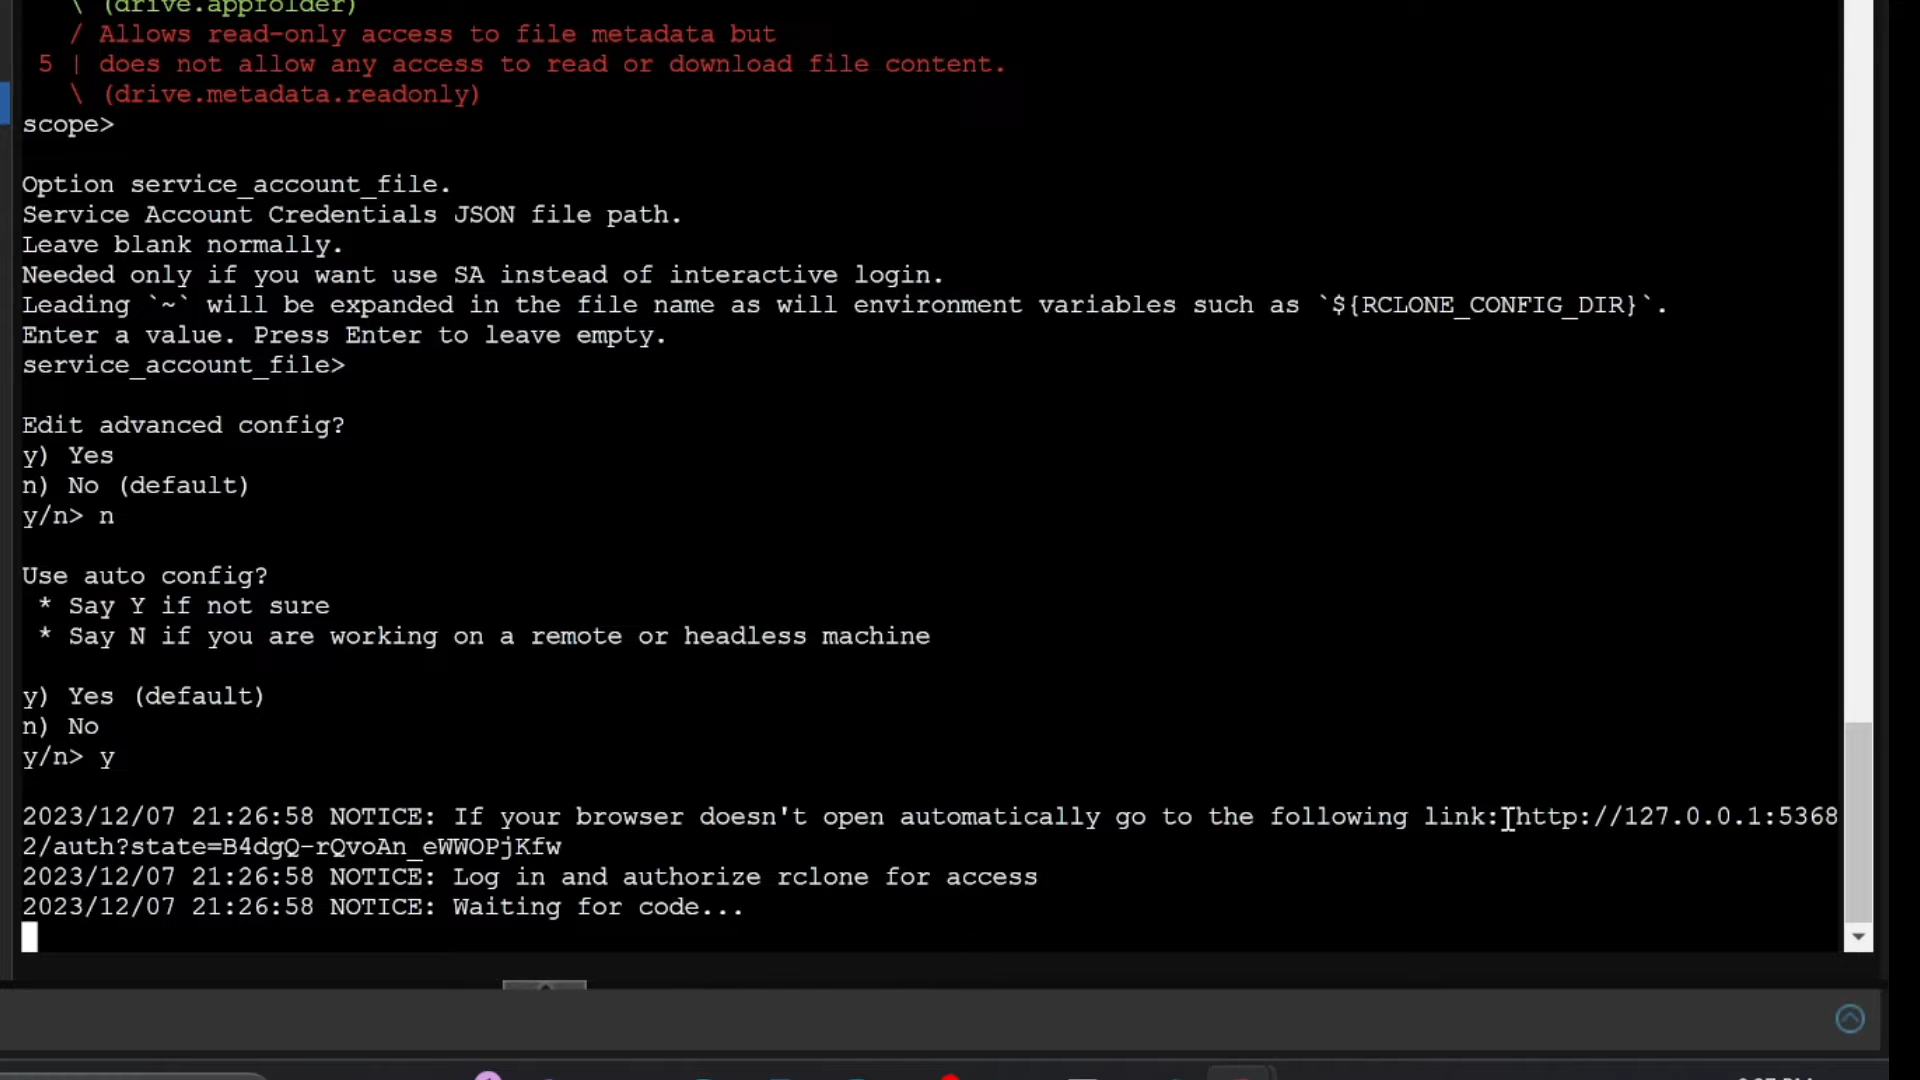 \ (drive.appfolder)
/ Allows read-only access to file metadata but
5 | does not allow any access to read or download file content.
\ (drive.metadata.readonly)
scope>
Option service_account_file.
Service Account Credentials JSON file path.
Leave blank normally.
Needed only if you want use SA instead of interactive login.
Leading `~` will be expanded in the file name as will environment variables such as `${RCLONE_CONFIG_DIR}`.
Enter a value. Press Enter to leave empty.
service_account_file>
Edit advanced config?
y) Yes
n) No (default)
y/n> n
Use auto config?
* Say Y if not sure
* Say N if you are working on a remote or headless machine
y) Yes (default)
n) No
y/n> y
2023/12/07 21:26:58 NOTICE: If your browser doesn't open automatically go to the following link: http://127.0.0.1:5368
2/auth?state=B4dgQ-rQvoAn_eWWOPjKfw
2023/12/07 21:26:58 NOTICE: Log in and authorize rclone for access
2023/12/07 21:26:58 NOTICE: Waiting for code...